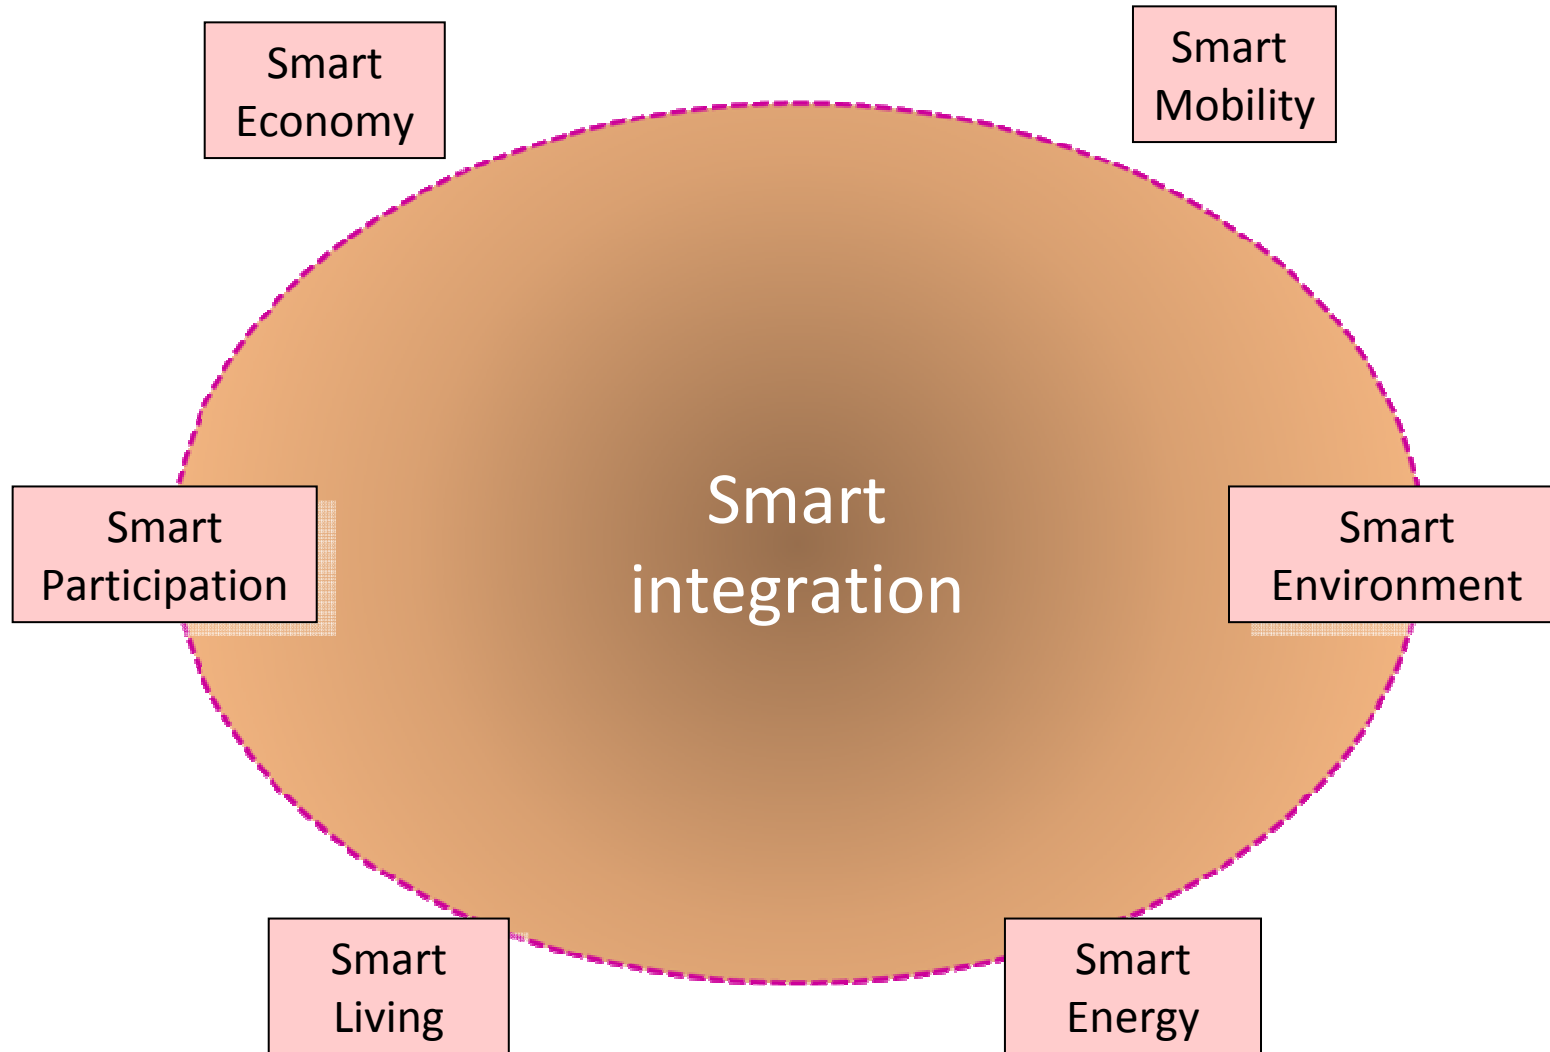 Smart
Economy
Smart
Mobility
Smart
Participation
Smart
integration
Smart
Environment
Smart
Living
Smart
Energy